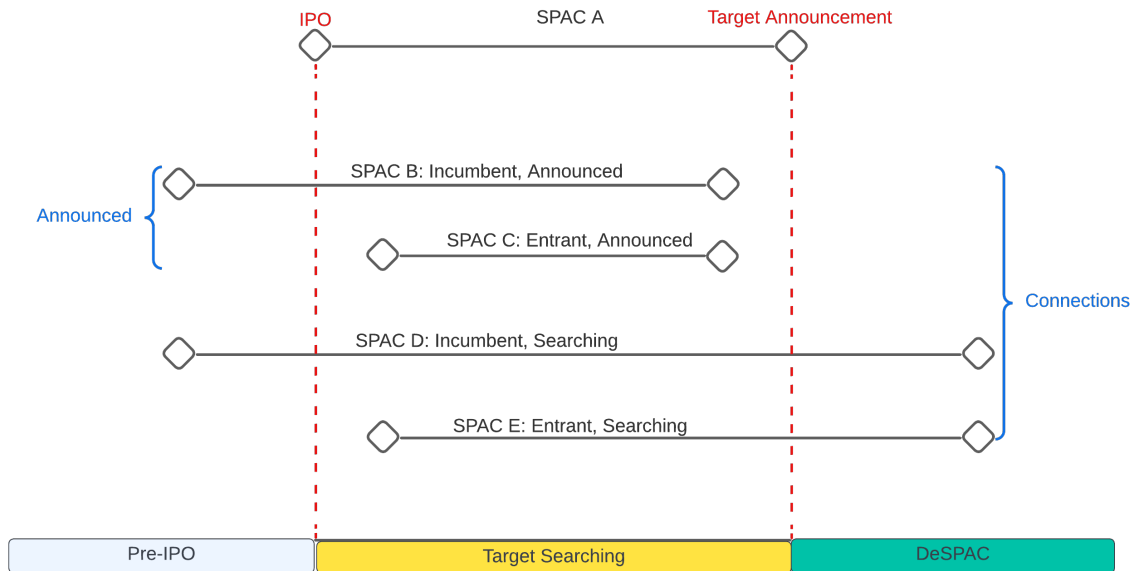 IPO
SPAC A
Target Announcement
SPAC B: Incumbent, Announced
Announced
SPAC C: Entrant, Announced
Connections
SPAC D: Incumbent, Searching
SPAC E: Entrant, Searching
Pre-IPO
Target Searching
DeSPAC